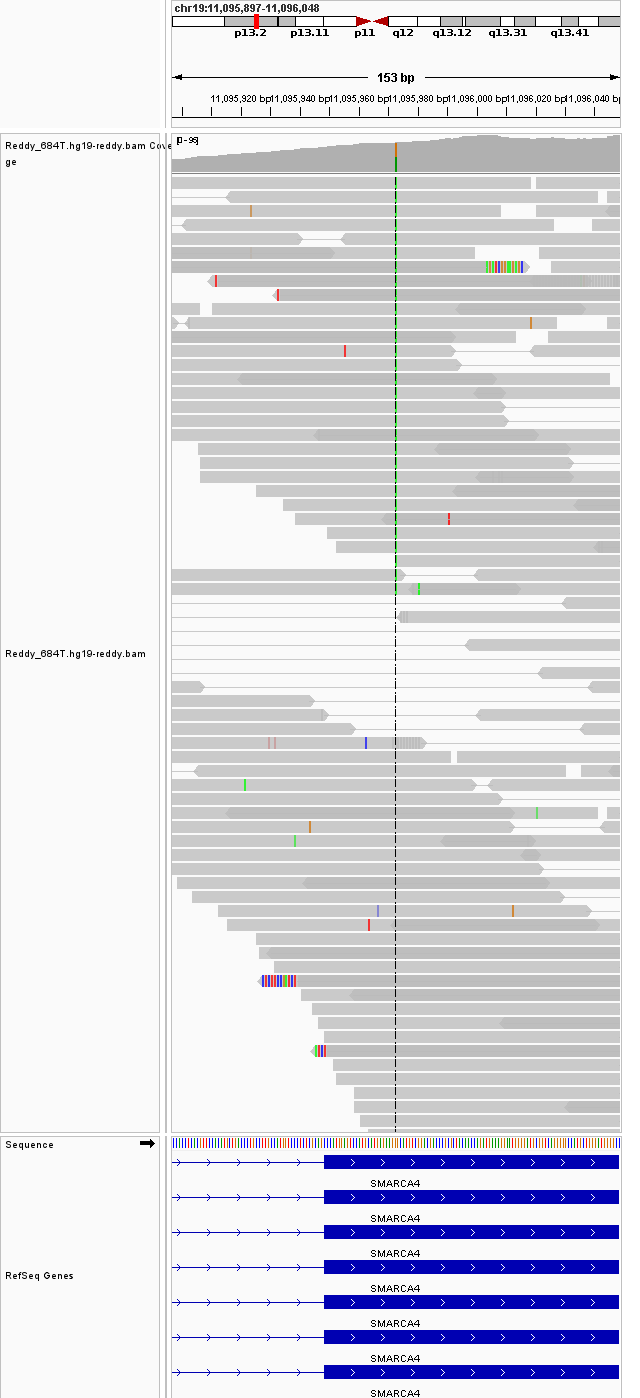 chr19:11,095,897-11,096,048
p13.2 p13.11 p11 q12 q13.12 q13.31 q13.41
153 bp
11,095,920 bp 11,095,940 bp 11,095,960 bp 11,095,980 bp 11,096,000 bp 11,096,020 bp 11,096,040 bp
Reddy_684T.hg19-reddy.bam Cove
ge
Reddy_684T.hg19-reddy.bam
Sequence
SMARCA4
SMARCA4
SMARCA4
RefSeq Genes
SMARCA4
SMARCA4
SMARCA4
SMARCA4